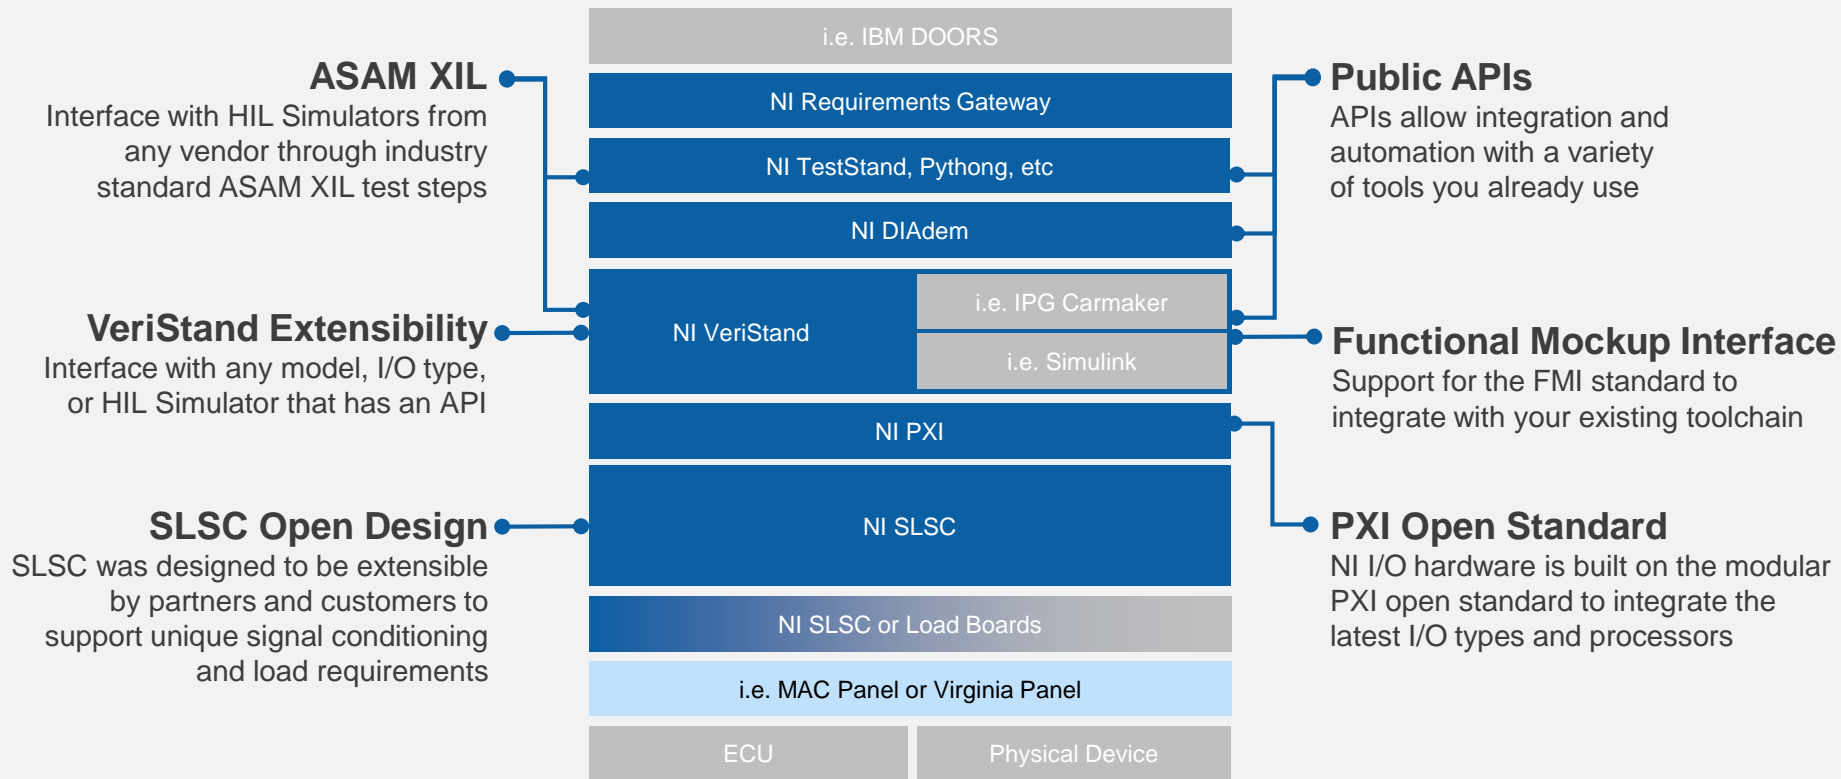 i.e. IBM DOORS
NI Requirements Gateway
NI TestStand, Pythong, etc
NI DIAdem
NI VeriStand
i.e. IPG Carmaker
i.e. Simulink
NI PXI
NI SLSC
NI SLSC or Load Boards
i.e. MAC Panel or Virginia Panel
ECU
Physical Device
ASAM XIL
Interface with HIL Simulators from
any vendor through industry
standard ASAM XIL test steps
VeriStand Extensibility
Interface with any model, I/O type,
or HIL Simulator that has an API
SLSC Open Design
SLSC was designed to be extensible
by partners and customers to
support unique signal conditioning
and load requirements
Public APIs
APIs allow integration and
automation with a variety
of tools you already use
Functional Mockup Interface
Support for the FMI standard to
integrate with your existing toolchain
PXI Open Standard
NI I/O hardware is built on the modular
PXI open standard to integrate the
latest I/O types and processors